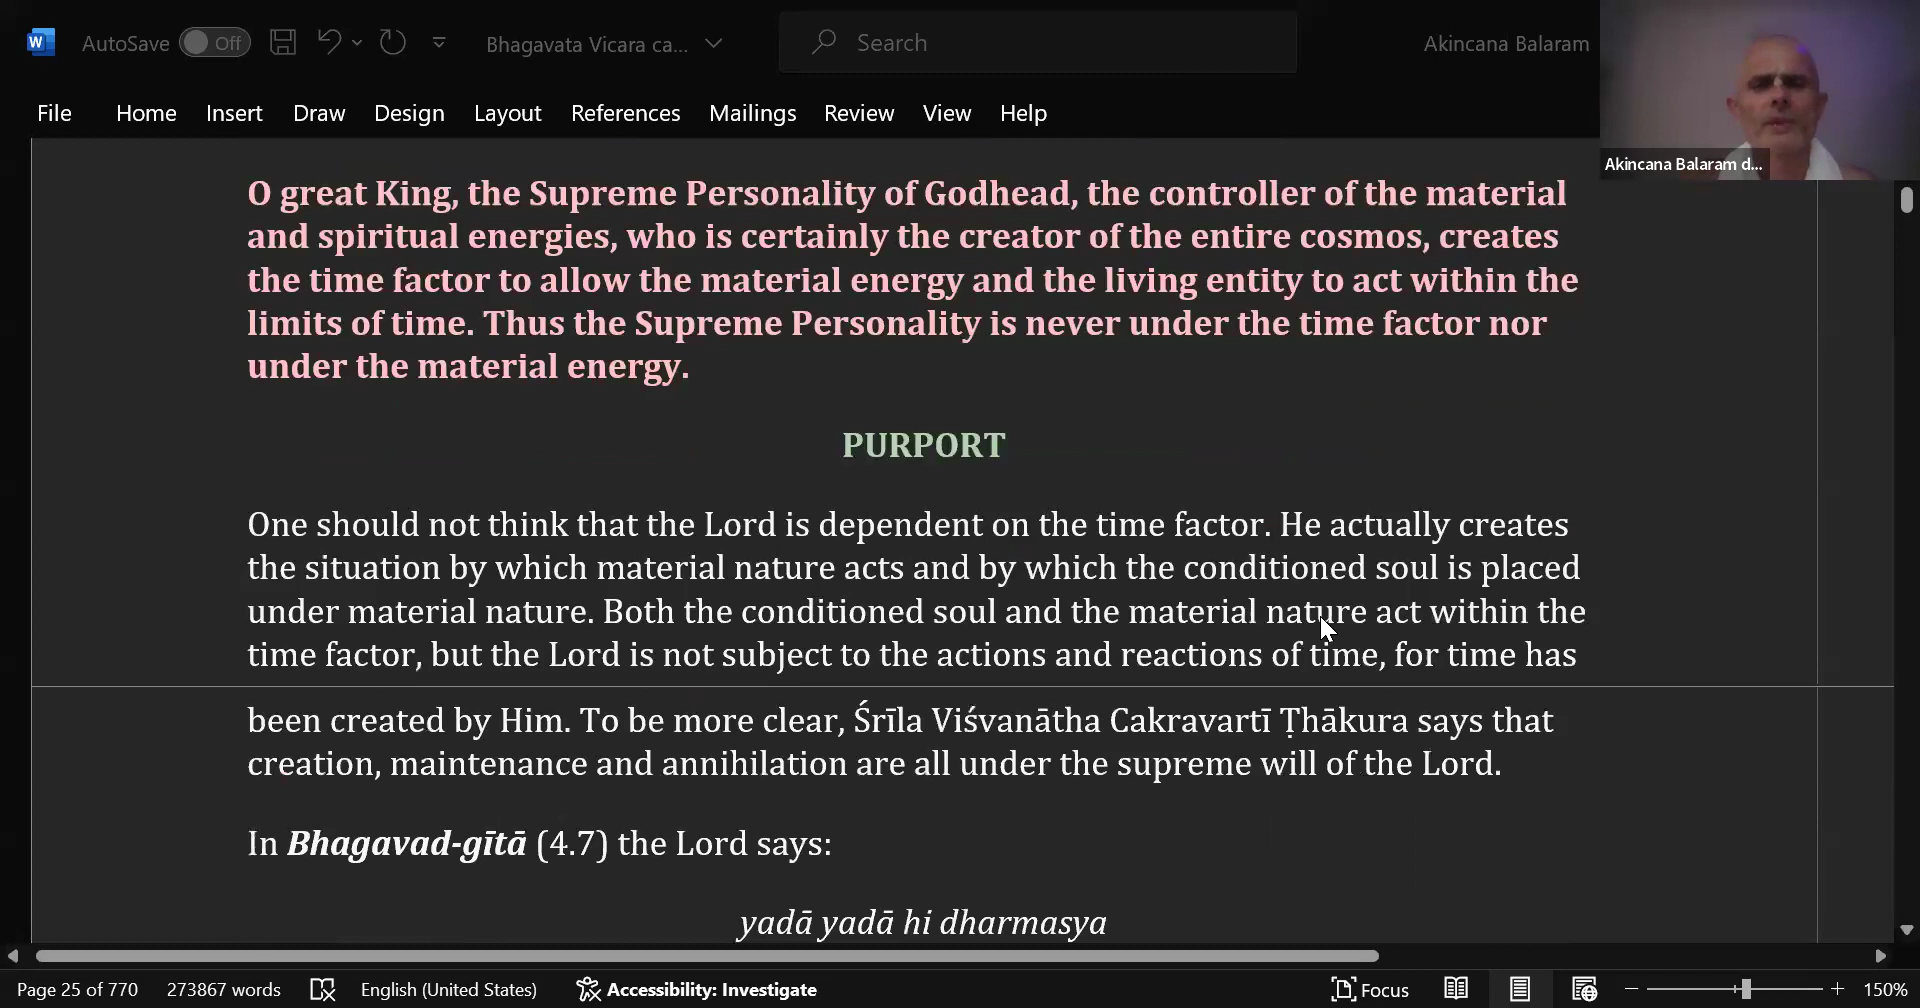 W AutoSave Off Bhagavata Vicara ca... Search Akincana Balaram
File Home Insert Draw Design Layout References Mailings Review View Help
Akincana Balaram d...
O great King, the Supreme Personality of Godhead, the controller of the material
and spiritual energies, who is certainly the creator of the entire cosmos, creates
the time factor to allow the material energy and the living entity to act within the
limits of time. Thus the Supreme Personality is never under the time factor nor
under the material energy.
PURPORT
One should not think that the Lord is dependent on the time factor. He actually creates
the situation by which material nature acts and by which the conditioned soul is placed
under material nature. Both the conditioned soul and the material nature act within the
time factor, but the Lord is not subject to the actions and reactions of time, for time has
been created by Him. To be more clear, Śrīla Viśvanātha Cakravartī Ṭhākura says that
creation, maintenance and annihilation are all under the supreme will of the Lord.
In Bhagavad-gītā (4.7) the Lord says:
yadā yadā hi dharmasya
Page 25 of 770 273867 words English (United States) Accessibility: Investigate Focus 150%